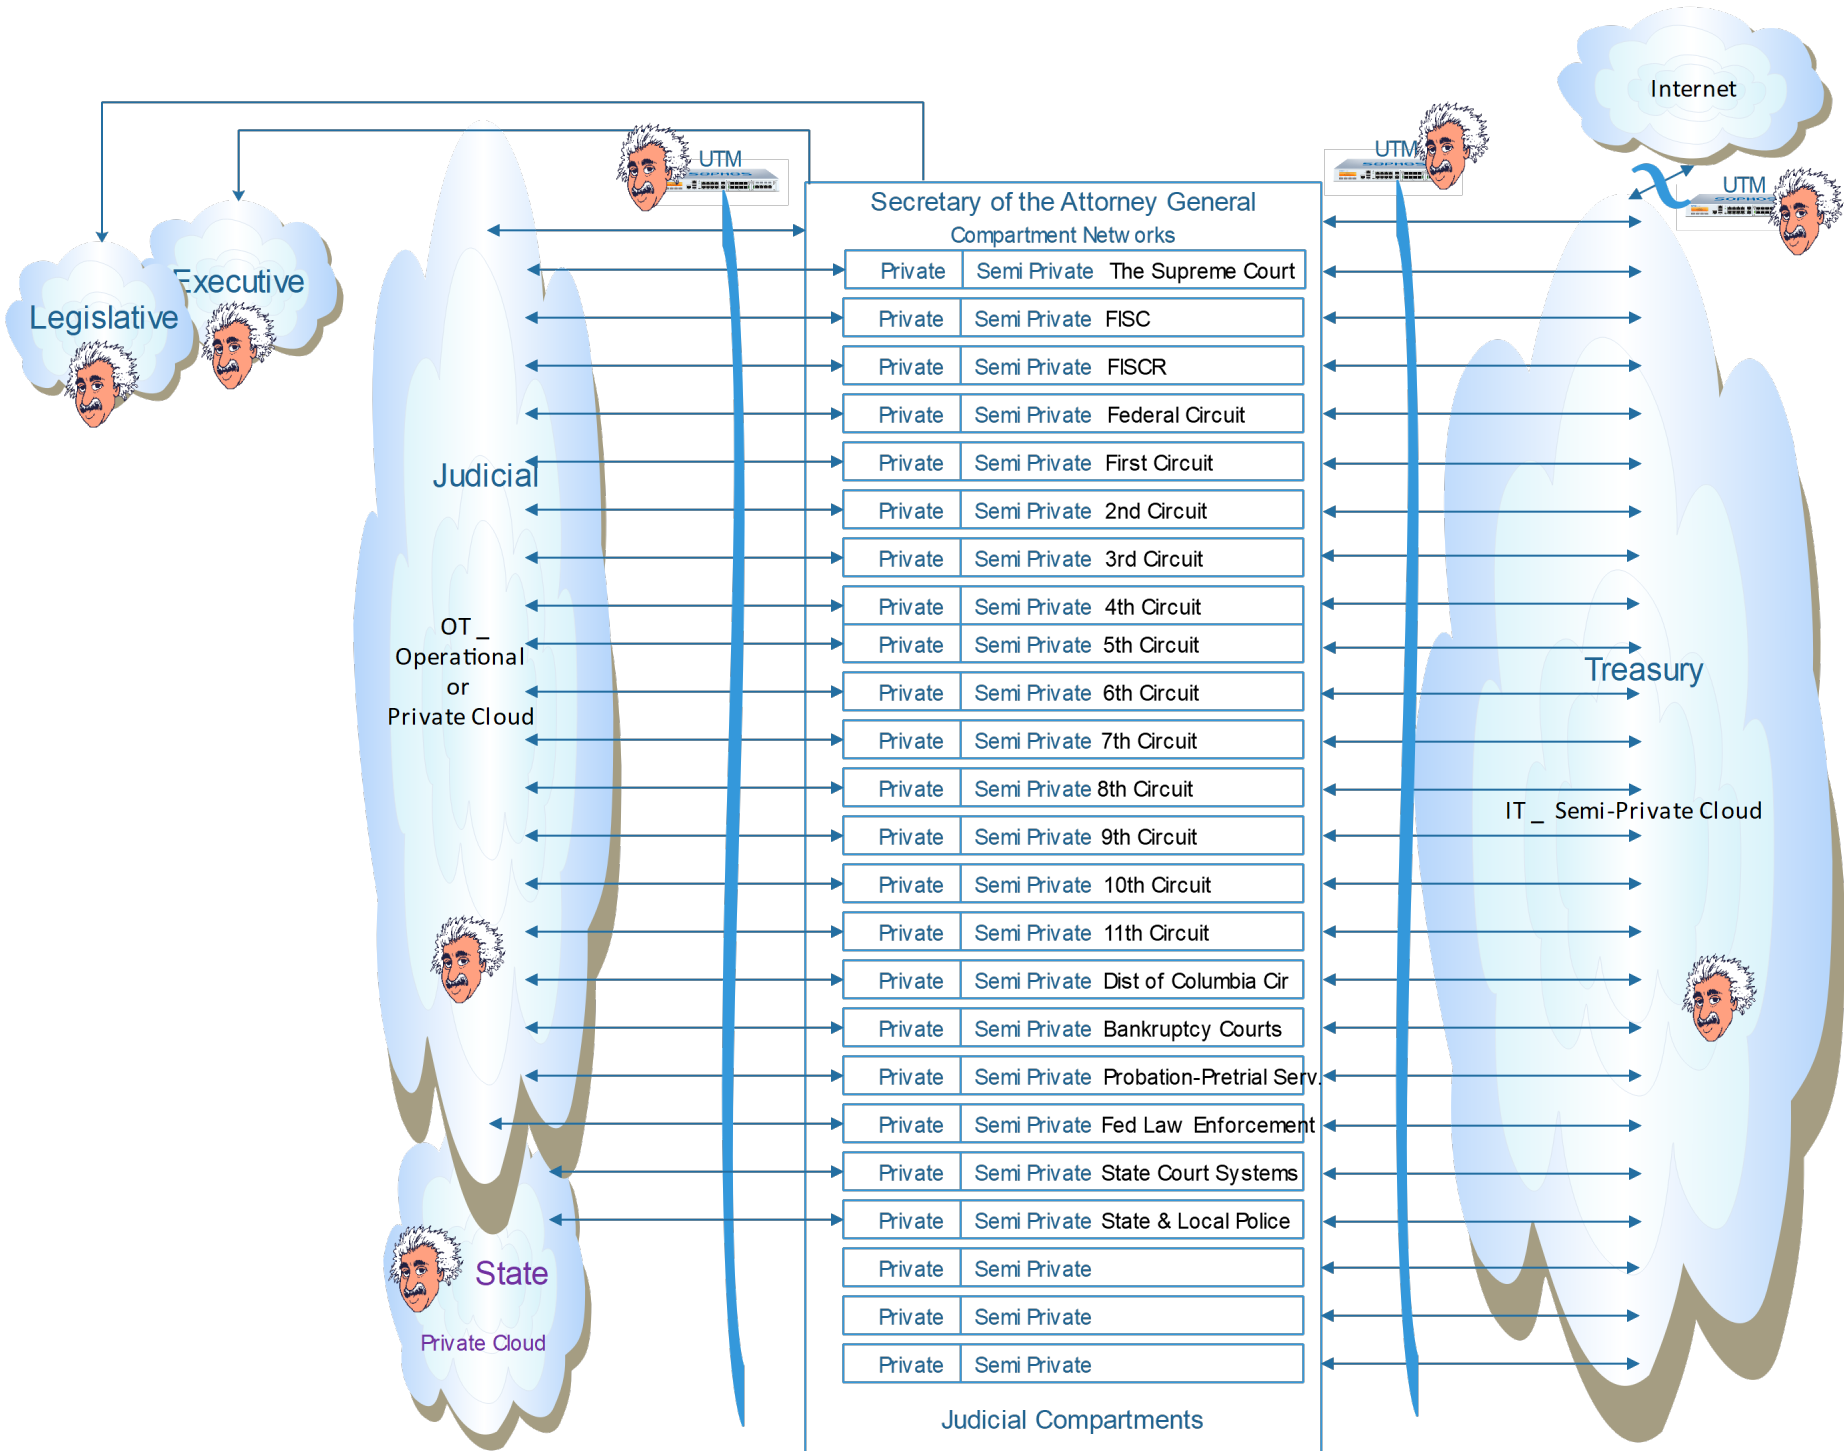 Internet
UTM
SOPHOS
UTM
SOPHOS
UTM
SOPHOS
Secretary of the Attorney General
Compartment Networks
Executive
Legislative
Private Semi Private The Supreme Court
Private Semi Private FISC
Private Semi Private FISCR
Private Semi Private Federal Circuit
Private Semi Private First Circuit
Private Semi Private 2nd Circuit
Private Semi Private 3rd Circuit
Private Semi Private 4th Circuit
Private Semi Private 5th Circuit
Private Semi Private 6th Circuit
Private Semi Private 7th Circuit
Private Semi Private 8th Circuit
Private Semi Private 9th Circuit
Private Semi Private 10th Circuit
Private Semi Private 11th Circuit
Private Semi Private Dist of Columbia Cir
Private Semi Private Bankruptcy Courts
Private Semi Private Probation-Pretrial Serv.
Private Semi Private Fed Law Enforcement
Private Semi Private State Court Systems
Private Semi Private State & Local Police
Private Semi Private
Private Semi Private
Private Semi Private
Judicial Compartments
Judicial
OT _
Operational
or
Private Cloud
Treasury
IT _ Semi-Private Cloud
State
Private Cloud